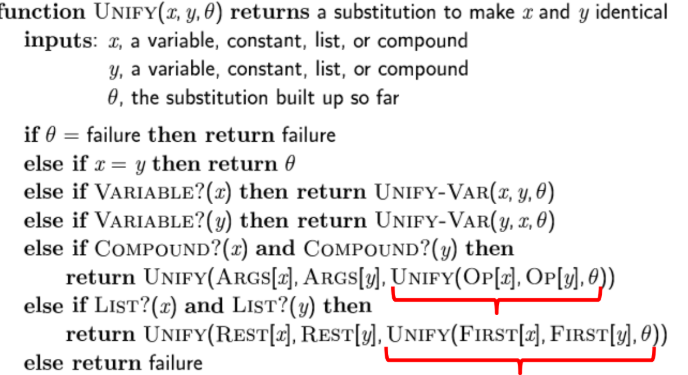 function UNIFY(x, y, θ) returns a substitution to make x and y identical
inputs: x, a variable, constant, list, or compound
y, a variable, constant, list, or compound
θ, the substitution built up so far
if θ = failure then return failure
else if x = y then return θ
else if VARIABLE?(x) then return UNIFY-VAR(x, y, θ)
else if VARIABLE?(y) then return UNIFY-VAR(y, x, θ)
else if COMPOUND?(x) and COMPOUND?(y) then
return UNIFY(ARGS[x], ARGS[y], UNIFY(OP[x], OP[y], θ))
else if LIST?(x) and LIST?(y) then
return UNIFY(REST[x], REST[y], UNIFY(FIRST[x], FIRST[y], θ))
else return failure